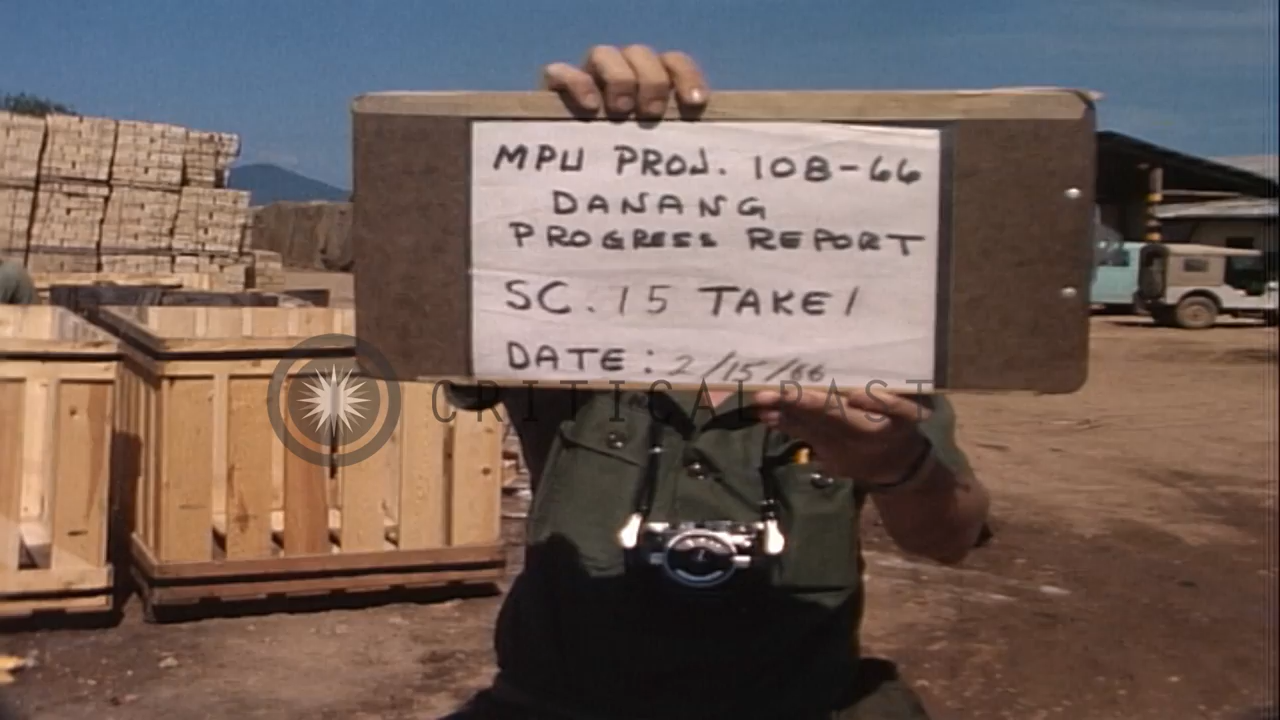 MPU PROJ. 108-66
DANANG
PROGRESS REPORT
SC. 15 TAKE 1
DATE: 2/15/66
CRITICALPAST